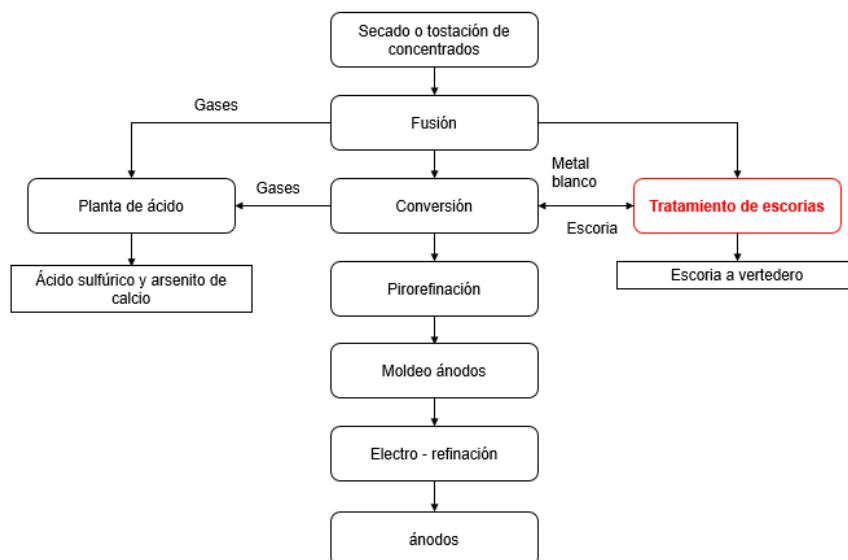 Secado o tostación de
concentrados
Gases
Fusión
Metal
blanco
Gases
Planta de ácido
Conversión
Tratamiento de escorias
Escoria
Ácido sulfúrico y arsenito de
calcio
Pirorefinación
Escoria a vertedero
Moldeo ánodos
Electro - refinación
ánodos